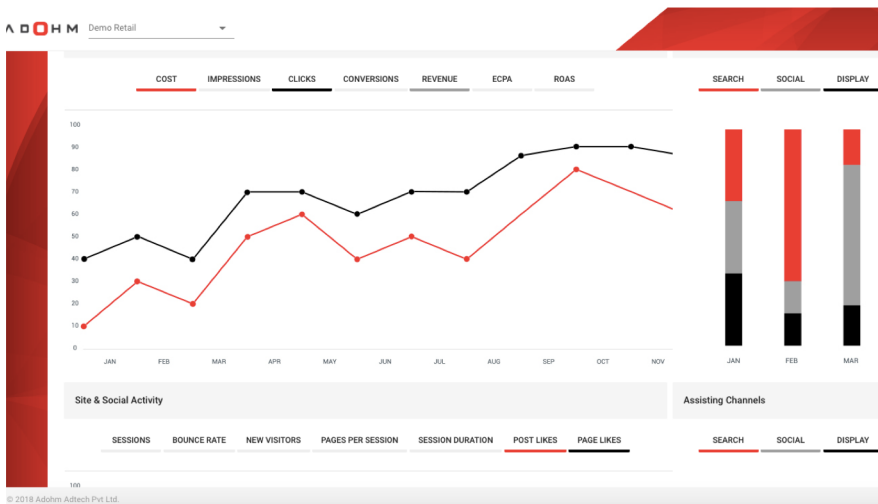 ADOHM
Demo Retail
COST IMPRESSIONS CLICKS CONVERSIONS REVENUE ECPA ROAS
SEARCH SOCIAL DISPLAY
100
90
80
70
60
50
40
30
20
10
0
JAN FEB MAR APR MAY JUN JUL AUG SEP OCT NOV
JAN FEB MAR
Site & Social Activity
Assisting Channels
SESSIONS BOUNCE RATE NEW VISITORS PAGES PER SESSION SESSION DURATION POST LIKES PAGE LIKES
SEARCH SOCIAL DISPLAY
100
© 2018 Adohm Adtech Pvt Ltd.